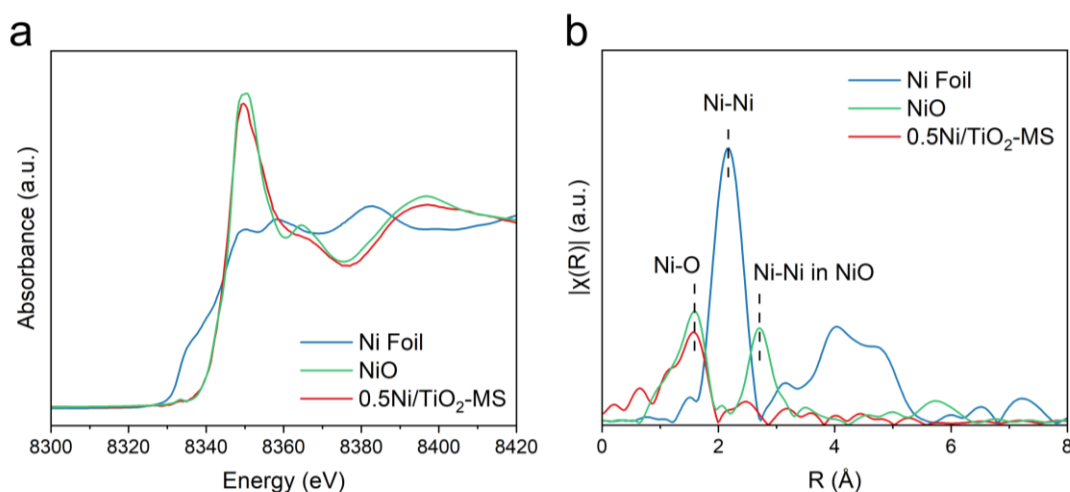 a
Absorbance (a.u.)
Ni Foil
NiO
0.5Ni/TiO₂-MS
8300 8320 8340 8360 8380 8400 8420
Energy (eV)
b
|χ(R)| (a.u.)
Ni Foil
NiO
0.5Ni/TiO₂-MS
Ni-Ni
Ni-O
Ni-Ni in NiO
0 2 4 6 8
R (Å)